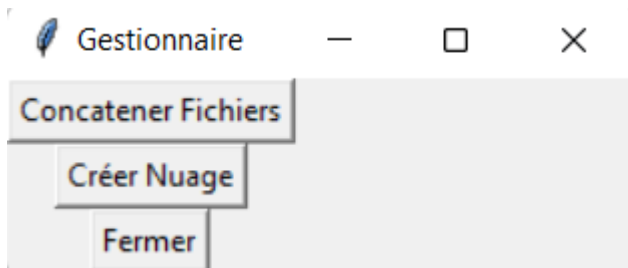 Gestionnaire
Concatener Fichiers
Créer Nuage
Fermer